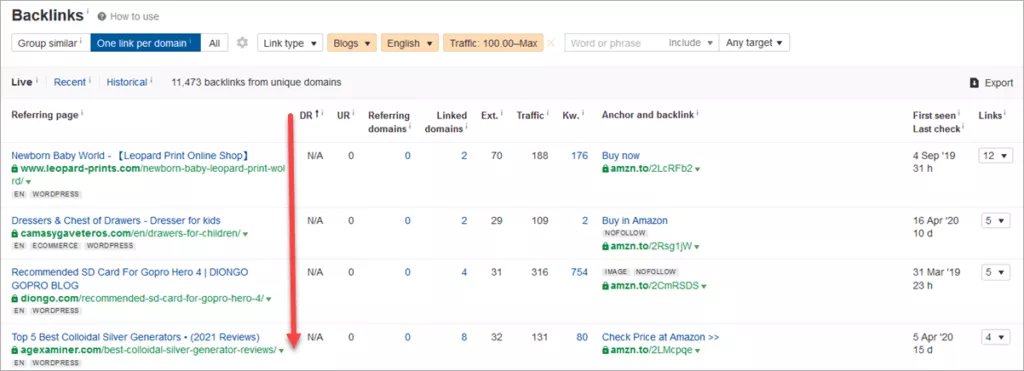 Backlinks i ? How to use
Group similar i One link per domain i All Link type Blogs English Traffic: 100.00–Max × Word or phrase Include i Any target
Live i Recent i Historical i 11,473 backlinks from unique domains Export
Referring page i DR ↑ i UR i Referring domains i Linked domains i Ext. i Traffic i Kw. i Anchor and backlink i First seen i Last check i Links i
Newborn Baby World - 【Leopard Print Online Shop】 N/A 0 0 2 70 188 176 Buy now 4 Sep '19 12
www.leopard-prints.com/newborn-baby-leopard-print-wo amzn.to/2LcRFb2 31 h
rd/
EN WORDPRESS
Dressers & Chest of Drawers - Dresser for kids N/A 0 0 2 29 109 2 Buy in Amazon 16 Apr '20 5
camasygaveteros.com/en/drawers-for-children/ NOFOLLOW 10 d
EN ECOMMERCE WORDPRESS amzn.to/2Rsg1jW
Recommended SD Card For Gopro Hero 4 | DIONGO N/A 0 0 4 31 316 754 IMAGE NOFOLLOW 31 Mar '19 5
GOPRO BLOG amzn.to/2CmRSDS 23 h
diongo.com/recommended-sd-card-for-gopro-hero-4/
EN WORDPRESS
Top 5 Best Colloidal Silver Generators • (2021 Reviews) N/A 0 0 8 32 131 80 Check Price at Amazon >> 5 Apr '20 4
agexaminer.com/best-colloidal-silver-generator-reviews/ amzn.to/2LMcpqe 15 d
EN WORDPRESS